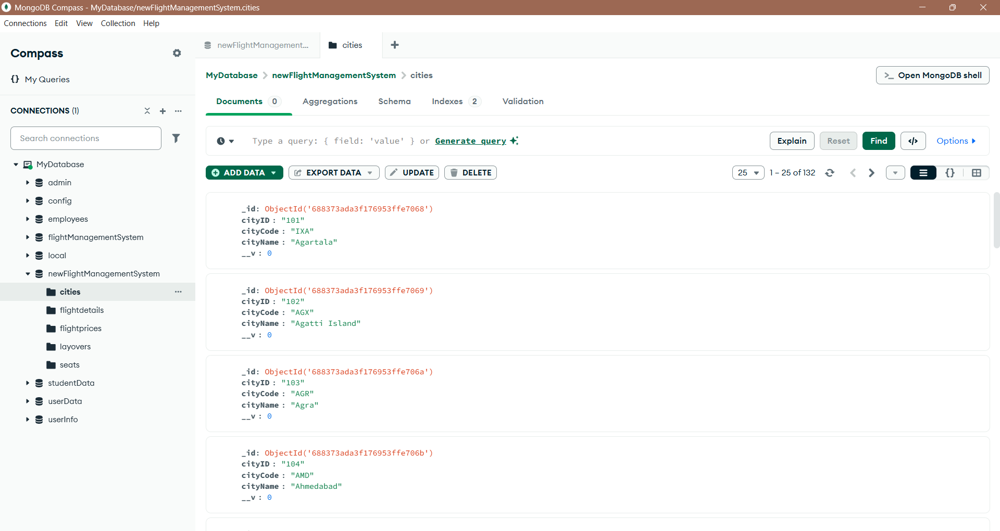 MongoDB Compass - MyDatabase/newFlightManagementSystem.cities
Connections Edit View Collection Help
Compass
{} My Queries
CONNECTIONS (1)
Search connections
MyDatabase
admin
config
employees
flightManagementSystem
local
newFlightManagementSystem
cities
flightdetails
flightprices
layovers
seats
studentData
userData
userInfo
newFlightManagement...
cities
MyDatabase > newFlightManagementSystem > cities
>_ Open MongoDB shell
Documents 0 Aggregations Schema Indexes 2 Validation
Type a query: { field: 'value' } or Generate query
Explain Reset Find </> Options
ADD DATA EXPORT DATA UPDATE DELETE
25 1 – 25 of 132 {}
_id: ObjectId('688373ada3f176953ffe7068')
cityID : "101"
cityCode : "IXA"
cityName : "Agartala"
__v : 0
_id: ObjectId('688373ada3f176953ffe7069')
cityID : "102"
cityCode : "AGX"
cityName : "Agatti Island"
__v : 0
_id: ObjectId('688373ada3f176953ffe706a')
cityID : "103"
cityCode : "AGR"
cityName : "Agra"
__v : 0
_id: ObjectId('688373ada3f176953ffe706b')
cityID : "104"
cityCode : "AMD"
cityName : "Ahmedabad"
__v : 0